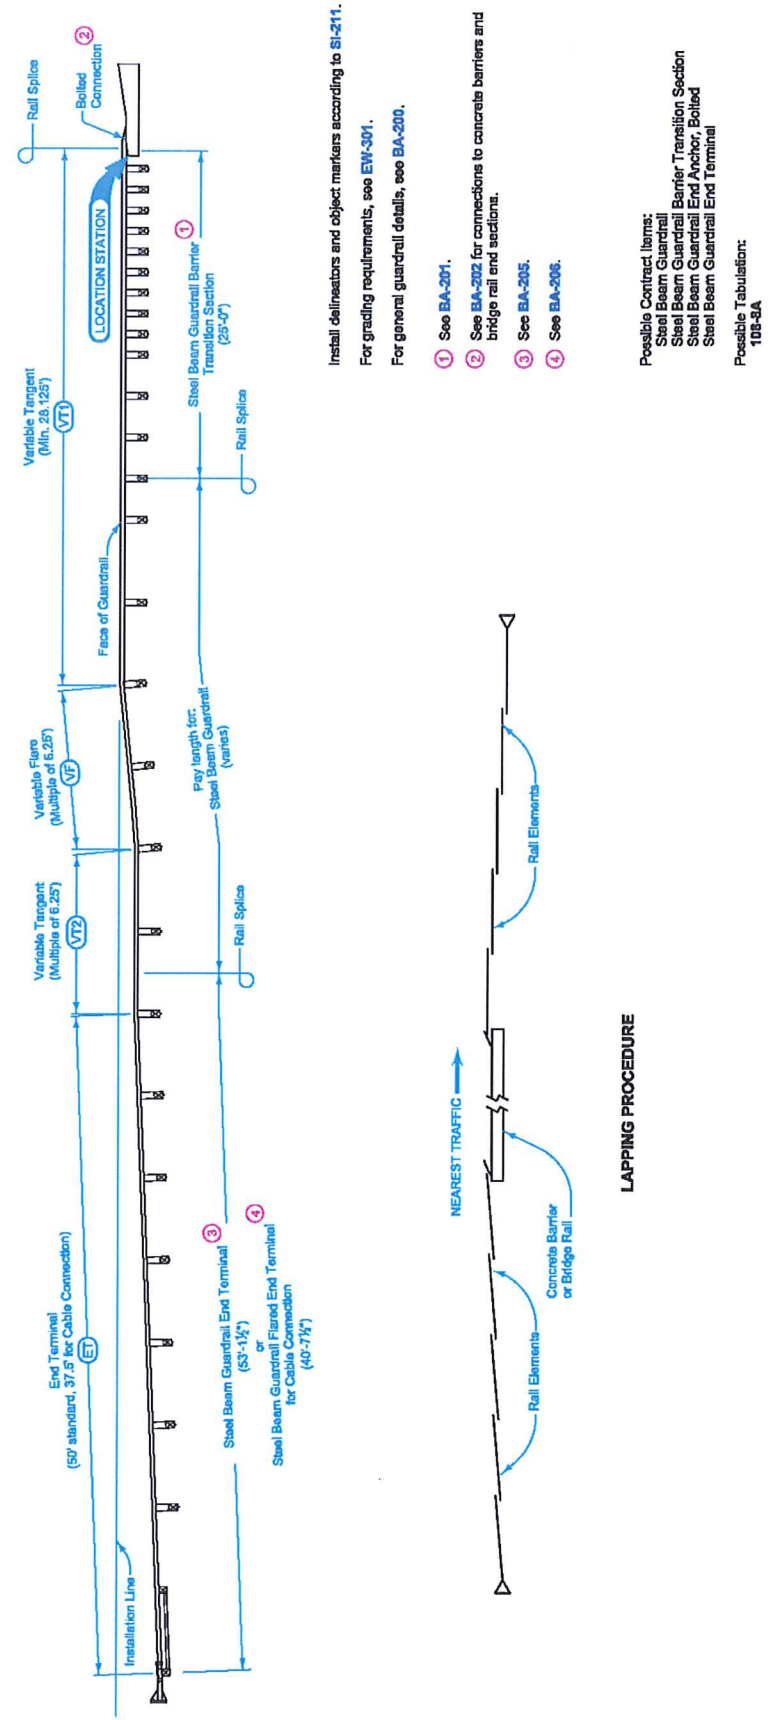 Rail Splice
Bolted
Connection
2
LOCATION STATION
Variable Tangent
(Min. 28.125')
VT1
Steel Beam Guardrail Barrier
Transition Section
(25'-0")
1
Rail Splice
Face of Guardrail
Variable Flare
(Multiple of 6.25')
VF
Pay length for:
Steel Beam Guardrail
(varies)
Variable Tangent
(Multiple of 6.25')
VT2
Rail Splice
End Terminal
(50' standard, 37.5' for Cable Connection)
ET
Steel Beam Guardrail End Terminal
(53'-1½")
3
or
Steel Beam Guardrail Flared End Terminal
for Cable Connection
(40'-7½")
4
Installation Line
Install delineators and object markers according to SI-211.
For grading requirements, see EW-301.
For general guardrail details, see BA-200.
1 See BA-201.
2 See BA-202 for connections to concrete barriers and
bridge rail end sections.
3 See BA-205.
4 See BA-206.
NEAREST TRAFFIC
Rail Elements
Concrete Barrier
or Bridge Rail
Rail Elements
LAPPING PROCEDURE
Possible Contract Items:
Steel Beam Guardrail
Steel Beam Guardrail Barrier Transition Section
Steel Beam Guardrail End Anchor, Bolted
Steel Beam Guardrail End Terminal
Possible Tabulation:
108-8A